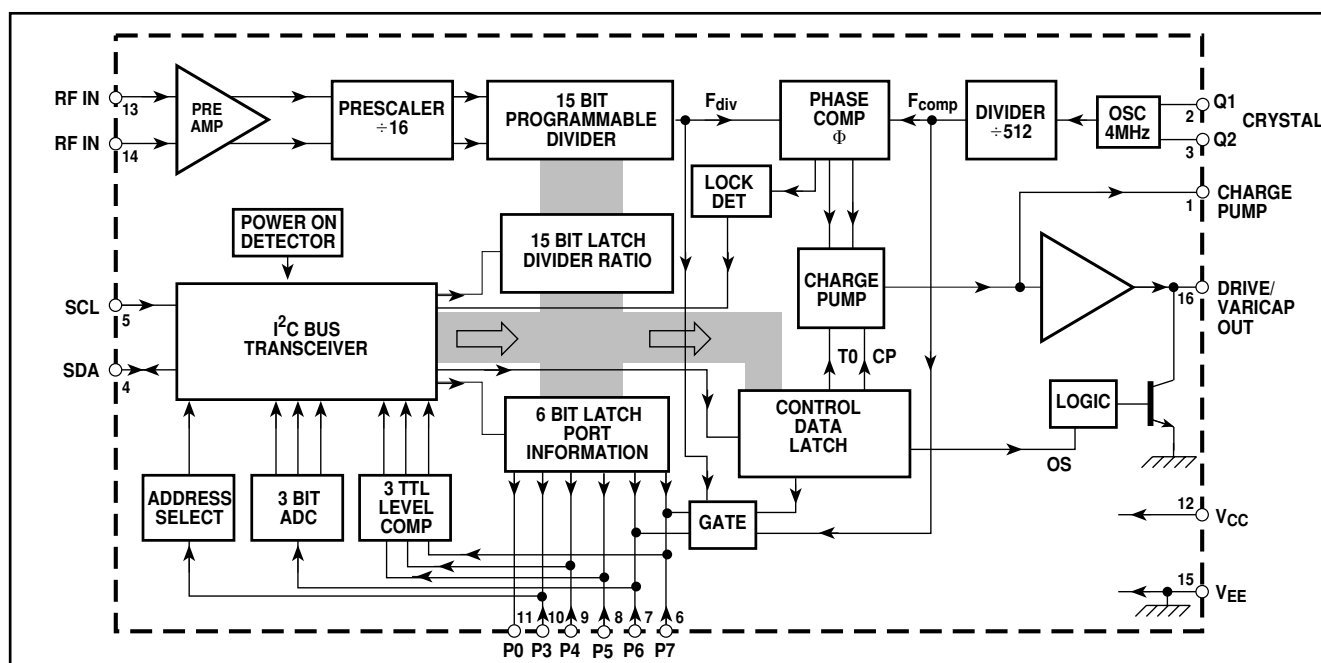 RF IN
13
RF IN
14
PRE
AMP
PRESCALER
÷16
15 BIT
PROGRAMMABLE
DIVIDER
Fdiv
PHASE
COMP
Φ
Fcomp
DIVIDER
÷512
OSC
4MHz
Q1
2
Q2
3
CRYSTAL
LOCK
DET
CHARGE
PUMP
1
POWER ON
DETECTOR
15 BIT LATCH
DIVIDER RATIO
CHARGE
PUMP
16
DRIVE/
VARICAP
OUT
SCL
5
SDA
4
I²C BUS
TRANSCEIVER
T0
CP
6 BIT LATCH
PORT
INFORMATION
CONTROL
DATA
LATCH
LOGIC
OS
ADDRESS
SELECT
3 BIT
ADC
3 TTL
LEVEL
COMP
GATE
12
VCC
15
VEE
11
10
9
8
7
6
P0
P3
P4
P5
P6
P7